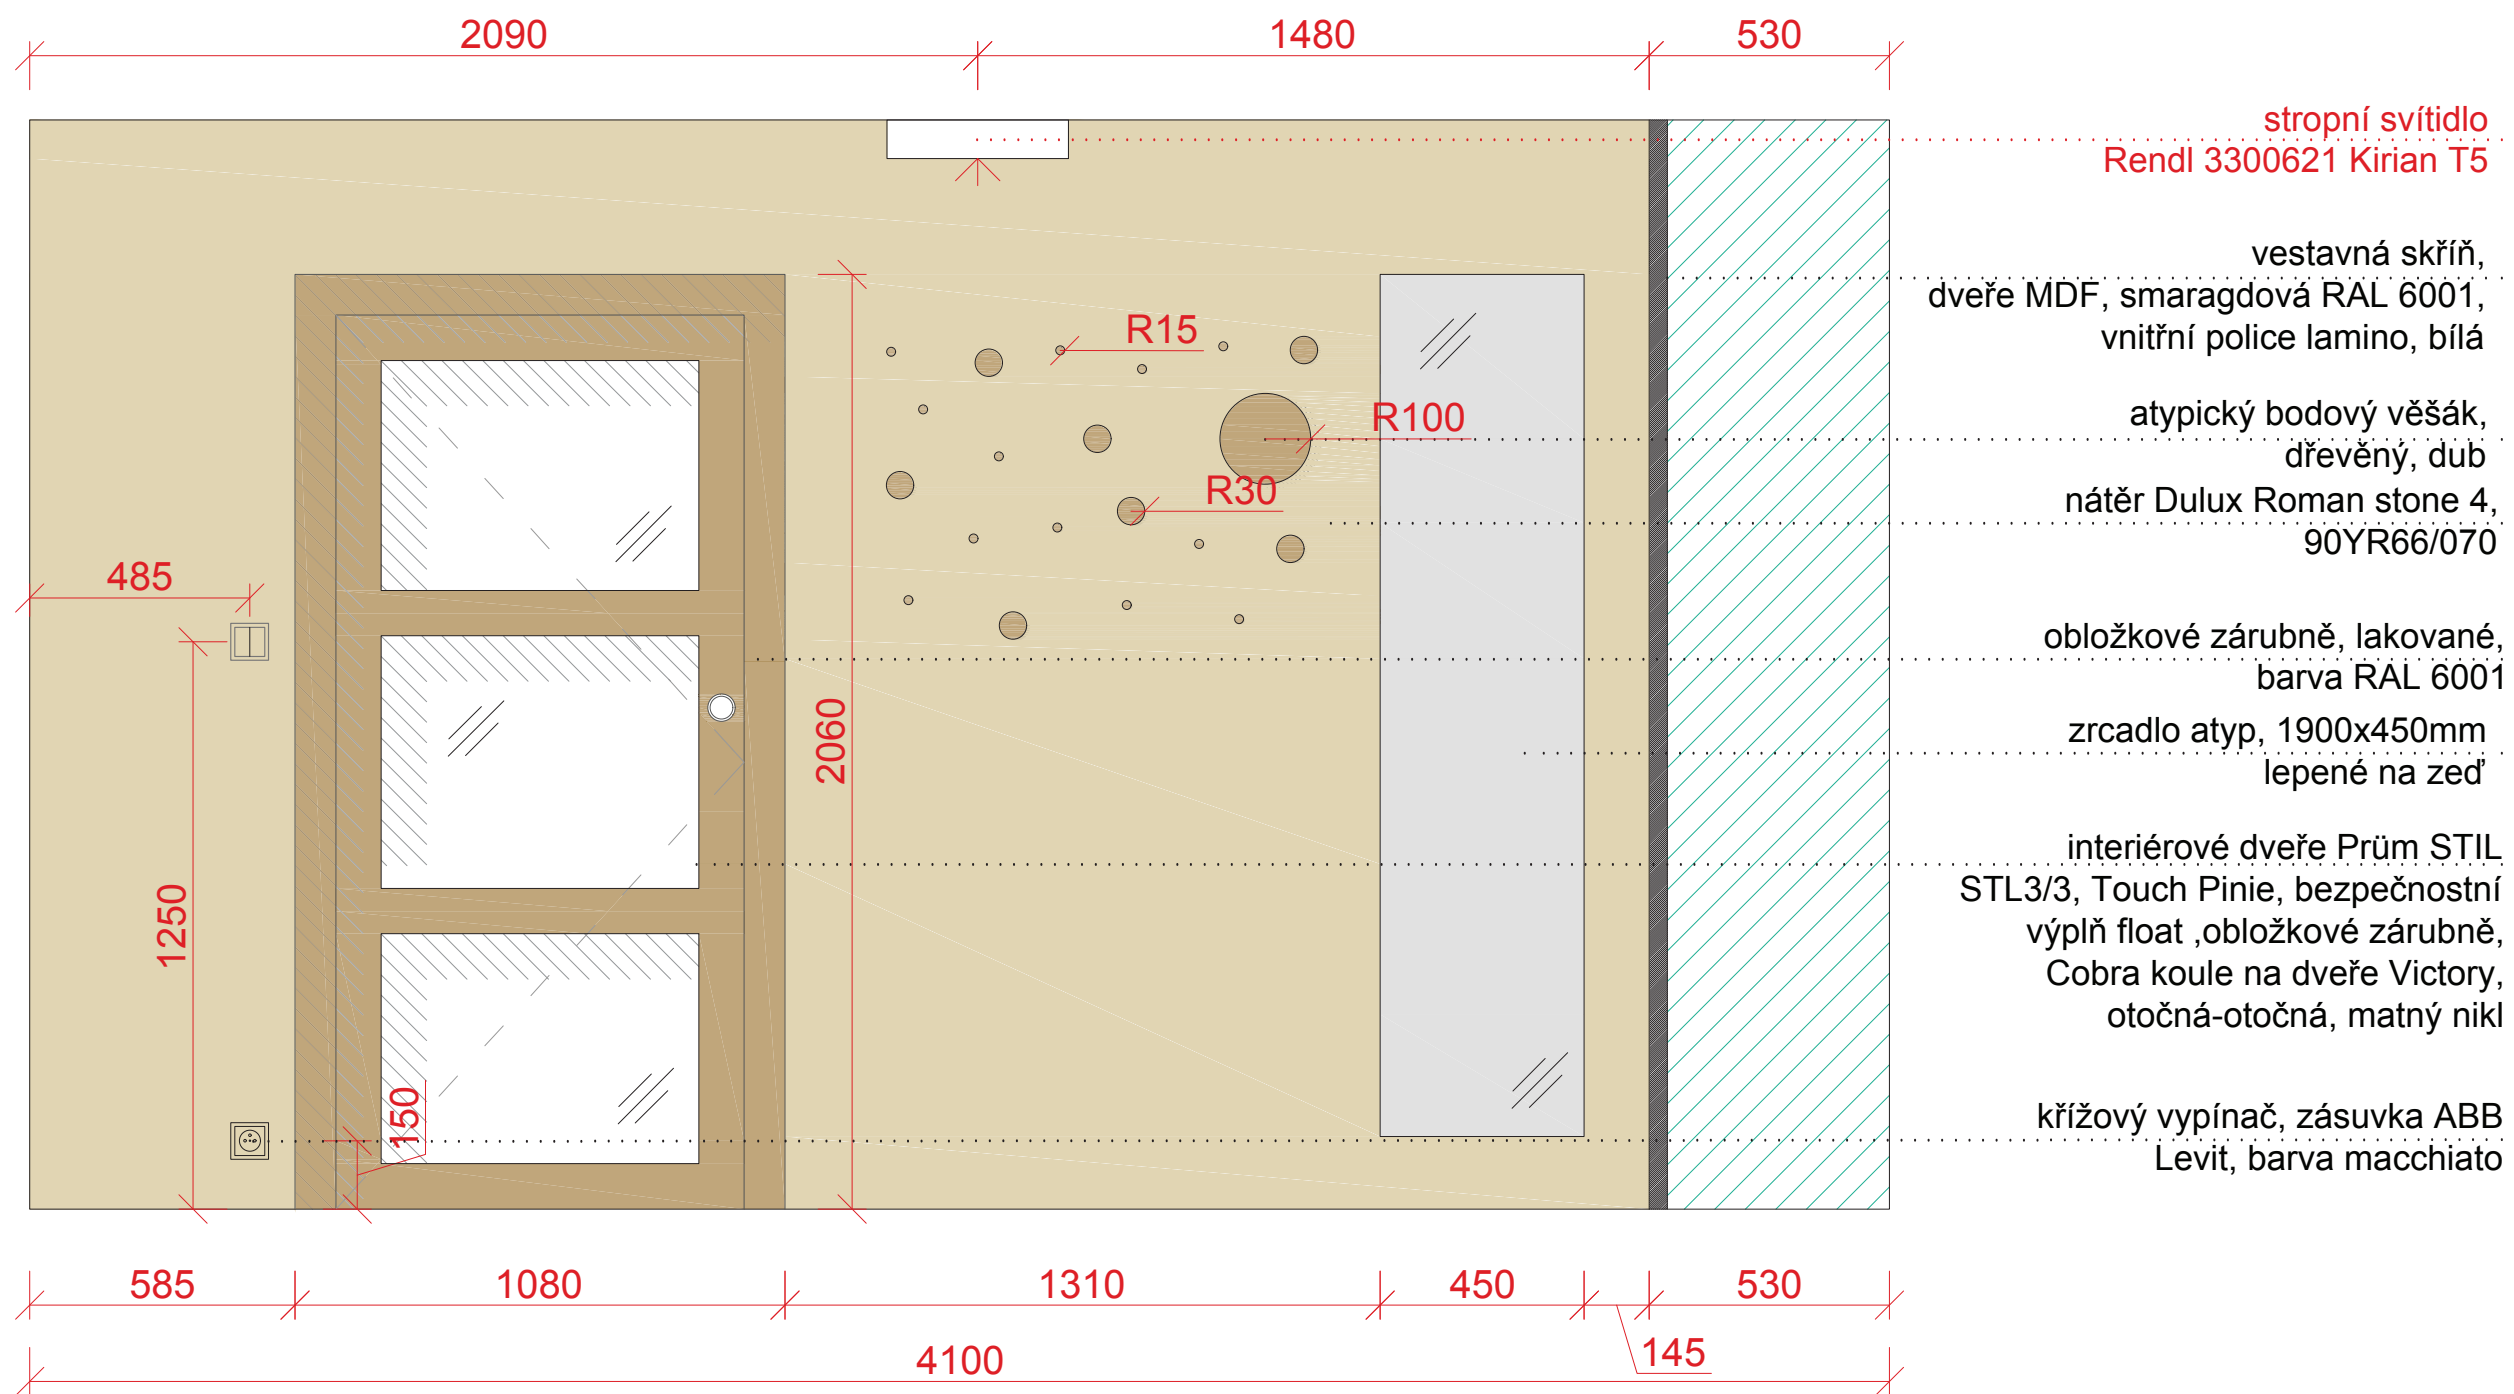 2090
1480
530
stropní svítidlo
Rendl 3300621 Kirian T5
vestavná skříň,
dveře MDF, smaragdová RAL 6001,
vnitřní police lamino, bílá
R15
R100
R30
atypický bodový věšák,
dřevěný, dub
nátěr Dulux Roman stone 4,
90YR66/070
485
obložkové zárubně, lakované,
barva RAL 6001
2060
zrcadlo atyp, 1900x450mm
lepené na zeď
1250
interiérové dveře Prüm STIL
STL3/3, Touch Pinie, bezpečnostní
výplň float ,obložkové zárubně,
Cobra koule na dveře Victory,
otočná-otočná, matný nikl
150
křížový vypínač, zásuvka ABB
Levit, barva macchiato
585
1080
1310
450
530
145
4100